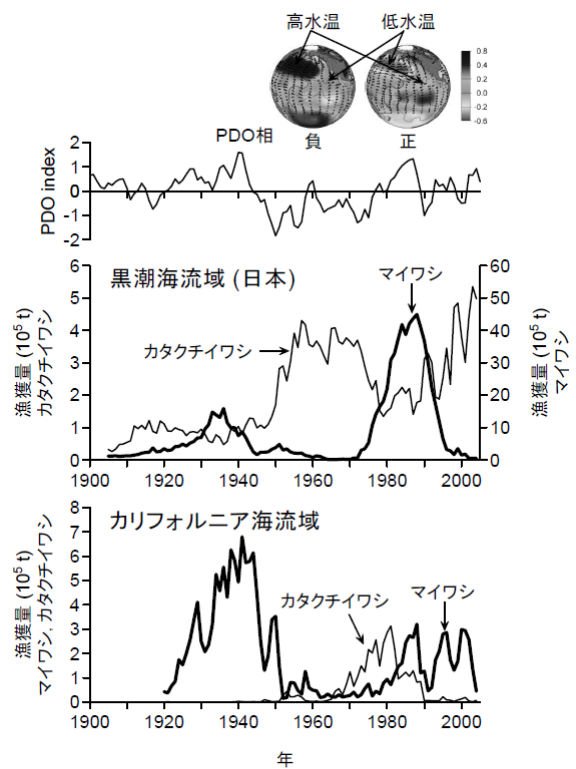 高水温 低水温
0.8
0.4
0.2
0.0
-0.2
-0.6
PDO相 負 正
PDO index
2
1
0
-1
-2
黒潮海流域 (日本)
マイワシ
カタクチイワシ
漁獲量 (10⁵ t)
カタクチイワシ
6
5
4
3
2
1
0
60
50
40
30
20
10
0
漁獲量 (10⁵ t)
マイワシ
1900 1920 1940 1960 1980 2000
カリフォルニア海流域
カタクチイワシ
マイワシ
漁獲量 (10⁵ t)
マイワシ, カタクチイワシ
8
7
6
5
4
3
2
1
0
1900 1920 1940 1960 1980 2000
年